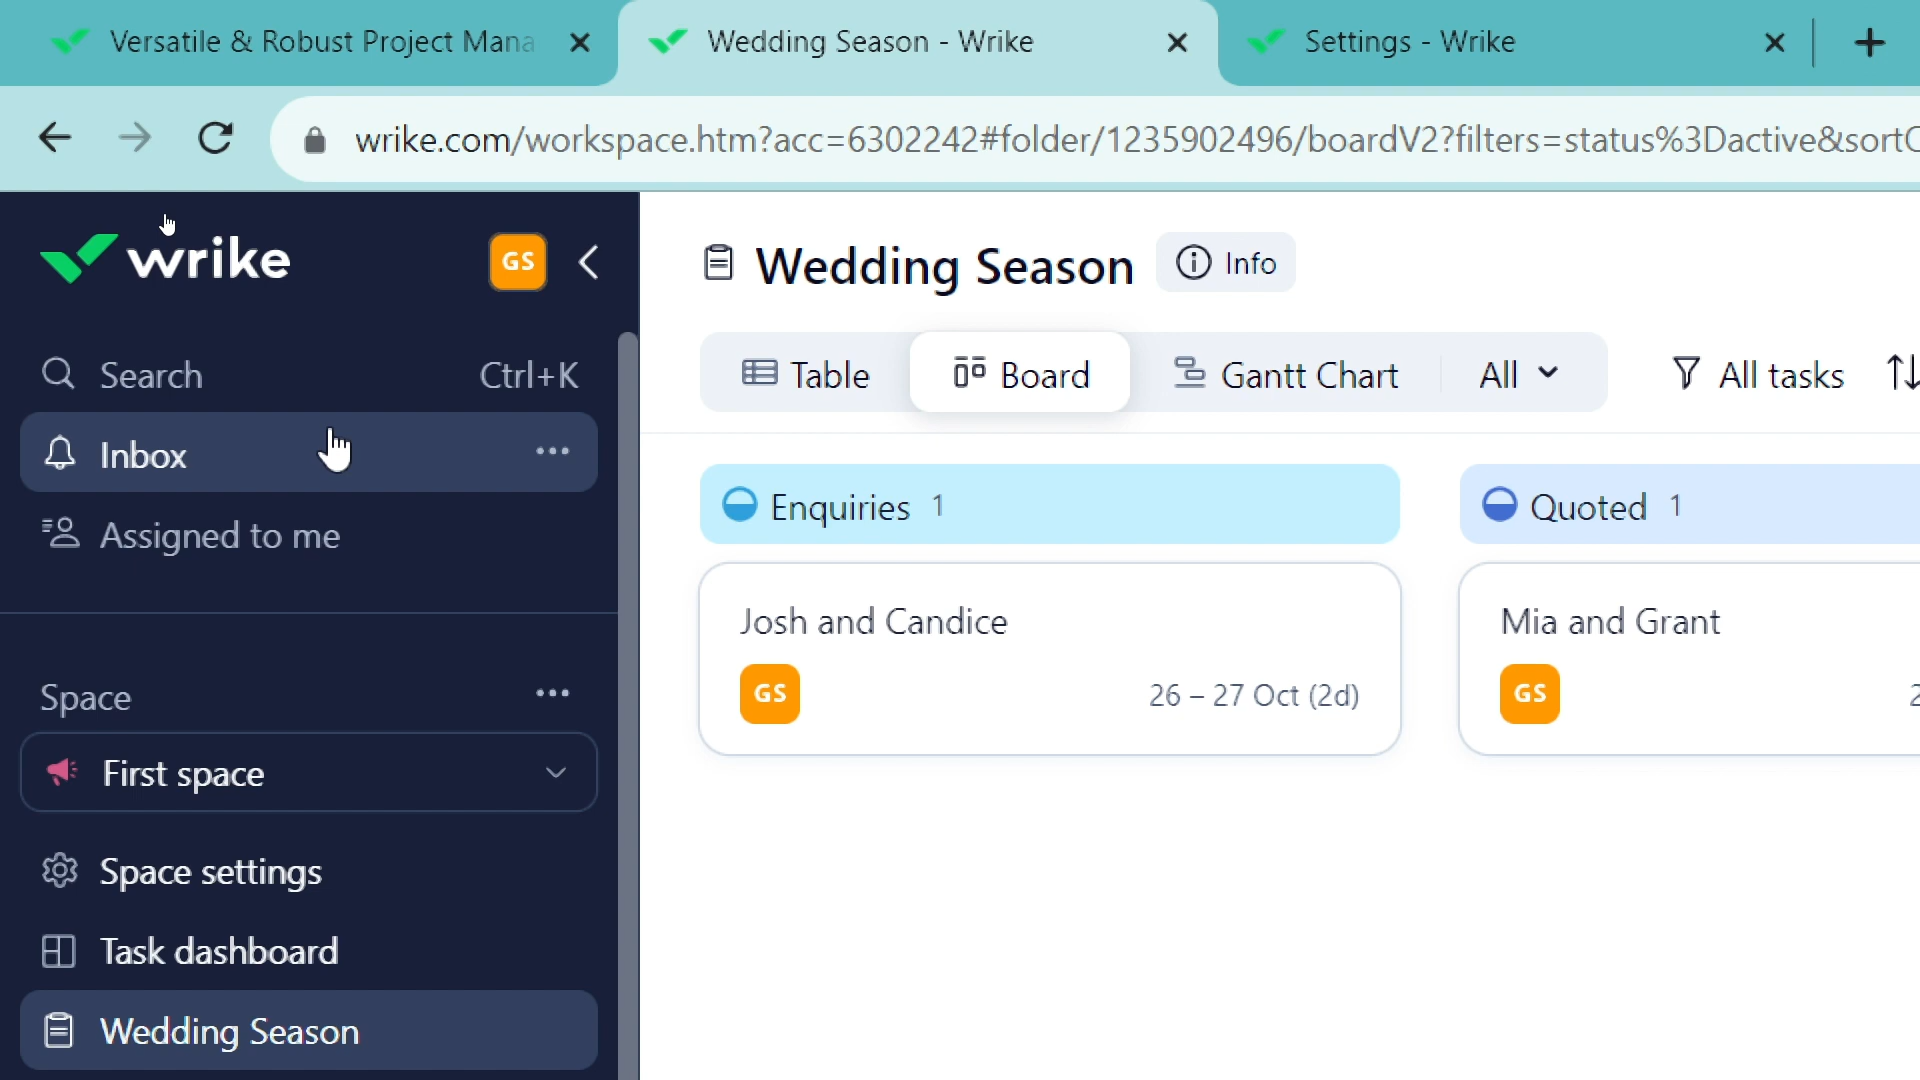 Versatile & Robust Project Mana
Wedding Season - Wrike
Settings - Wrike
wrike.com/workspace.htm?acc=6302242#folder/1235902496/boardV2?filters=status%3Dactive&sortC
wrike
GS
Search Ctrl+K
Inbox
Assigned to me
Space
First space
Space settings
Task dashboard
Wedding Season
Wedding Season
Info
Table Board Gantt Chart All All tasks
Enquiries 1
Josh and Candice
GS 26 – 27 Oct (2d)
Quoted 1
Mia and Grant
GS